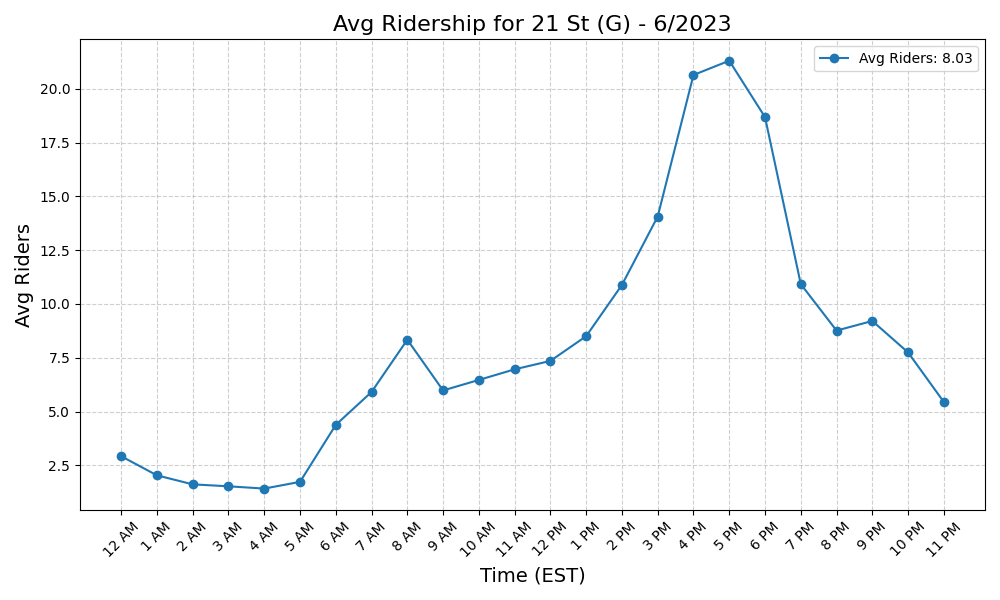 Avg Ridership for 21 St (G) - 6/2023
Avg Riders: 8.03
Avg Riders
20.0
17.5
15.0
12.5
10.0
7.5
5.0
2.5
12 AM
1 AM
2 AM
3 AM
4 AM
5 AM
6 AM
7 AM
8 AM
9 AM
10 AM
11 AM
12 PM
1 PM
2 PM
3 PM
4 PM
5 PM
6 PM
7 PM
8 PM
9 PM
10 PM
11 PM
Time (EST)